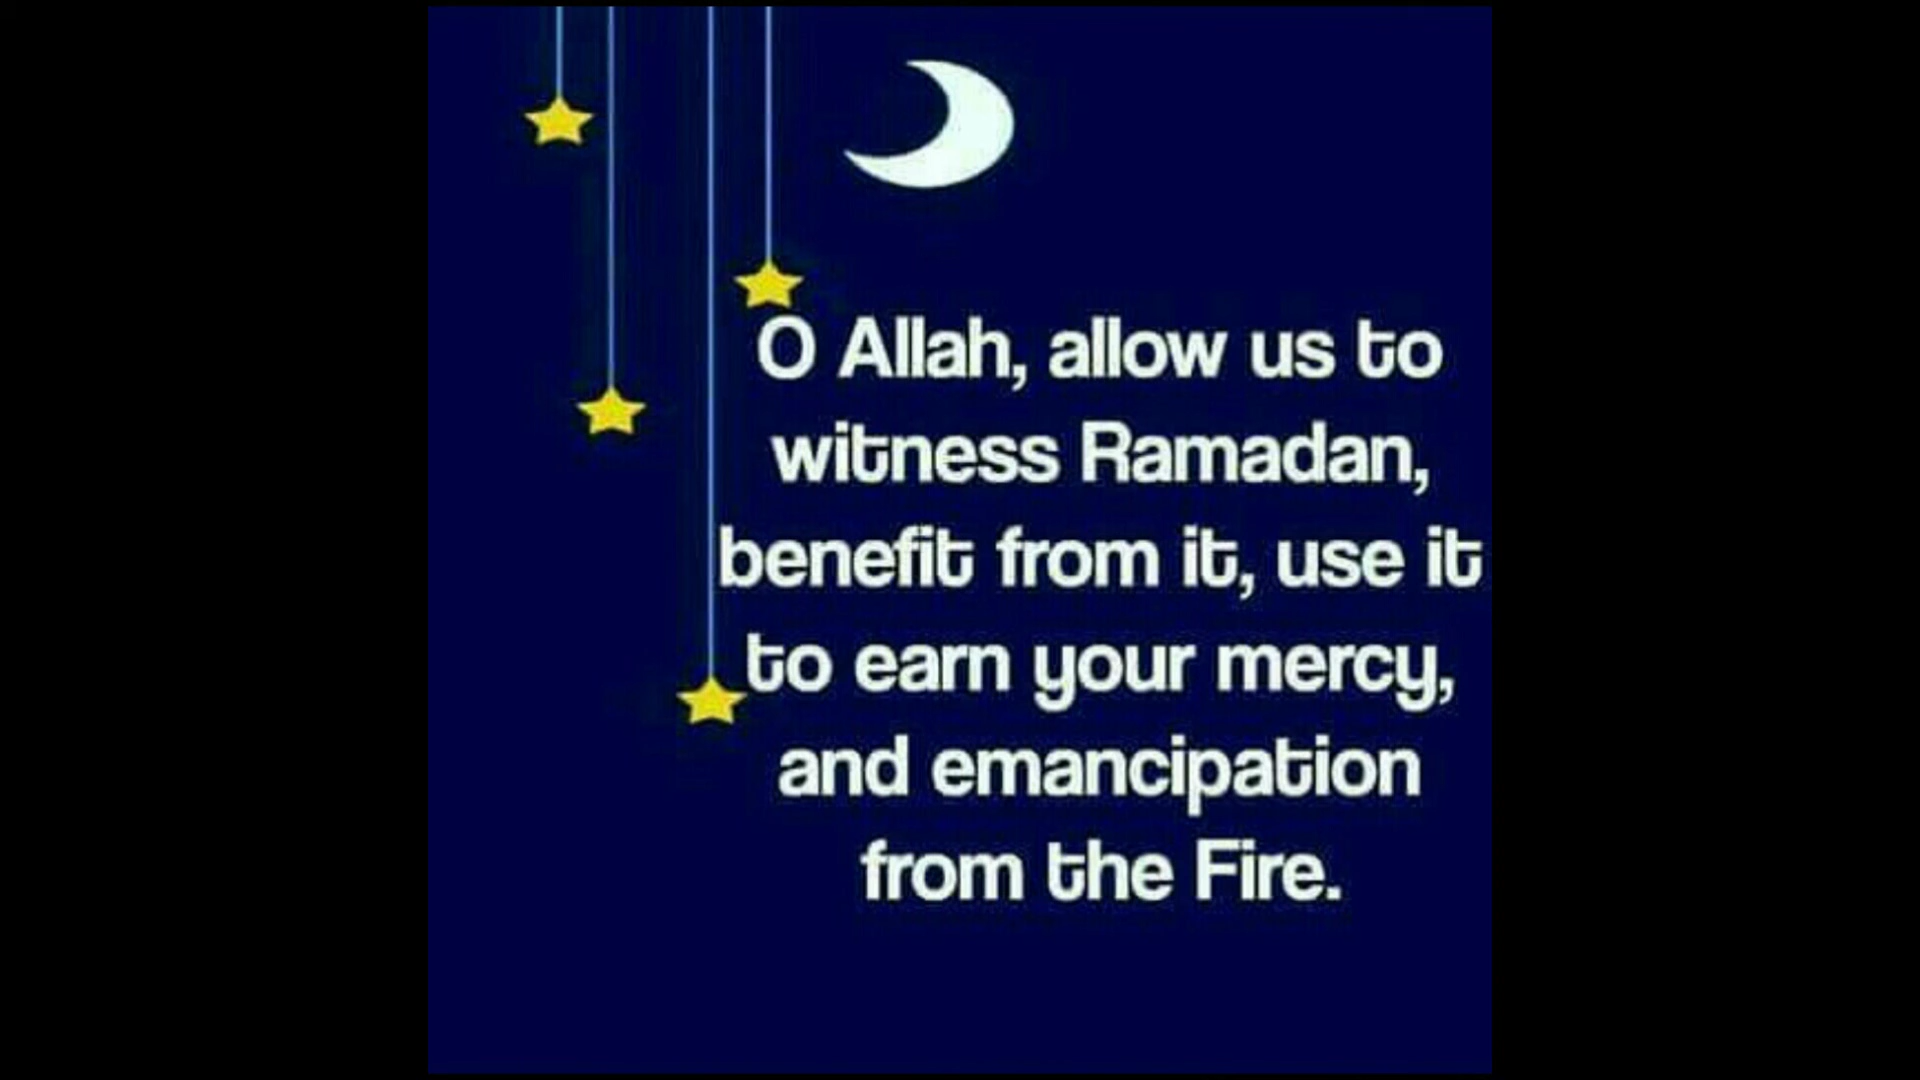 O Allah, allow us to
witness Ramadan,
benefit from it, use it
to earn your mercy,
and emancipation
from the Fire.